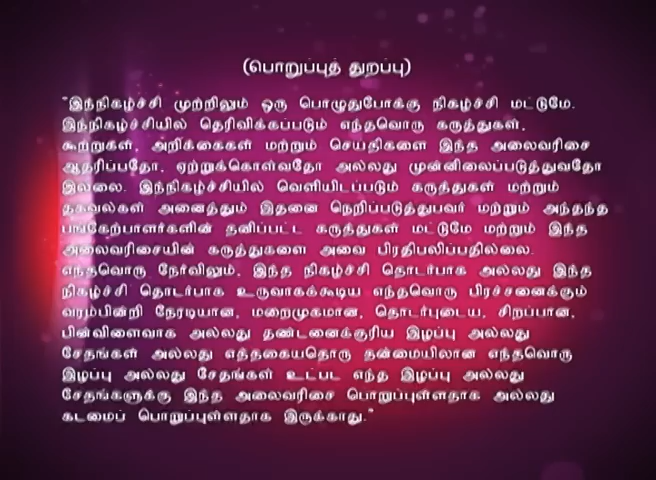 (பொறுப்புத் துறப்பு)
"இந்நிகழ்ச்சி முற்றிலும் ஒரு பொழுதுபோக்கு நிகழ்ச்சி மட்டுமே.
இந்நிகழ்ச்சியில் தெரிவிக்கப்படும் எந்தவொரு கருத்துகள்,
கூற்றுகள், அறிக்கைகள் மற்றும் செய்திகளை இந்த அலைவரிசை
ஆதரிப்பதோ, ஏற்றுக்கொள்வதோ அல்லது முன்னிலைப்படுத்துவதோ
இல்லை. இந்நிகழ்ச்சியில் வெளியிடப்படும் கருத்துகள் மற்றும்
தகவல்கள் அனைத்தும் இதனை நெறிப்படுத்துபவர் மற்றும் அந்தந்த
பங்கேற்பாளர்களின் தனிப்பட்ட கருத்துகள் மட்டுமே மற்றும் இந்த
அலைவரிசையின் கருத்துகளை அவை பிரதிபலிப்பதில்லை.
எந்தவொரு நேர்விலும், இந்த நிகழ்ச்சி தொடர்பாக அல்லது இந்த
நிகழ்ச்சி தொடர்பாக உருவாகக்கூடிய எந்தவொரு பிரச்சனைக்கும்
வரம்பின்றி நேரடியான, மறைமுகமான, தொடர்புடைய, சிறப்பான,
பின்விளைவாக அல்லது தண்டனைக்குரிய இழப்பு அல்லது
சேதங்கள் அல்லது எத்தகையதொரு தன்மையிலான எந்தவொரு
இழப்பு அல்லது சேதங்கள் உட்பட எந்த இழப்பு அல்லது
சேதங்களுக்கு இந்த அலைவரிசை பொறுப்புள்ளதாக அல்லது
கடமைப் பொறுப்புள்ளதாக இருக்காது."